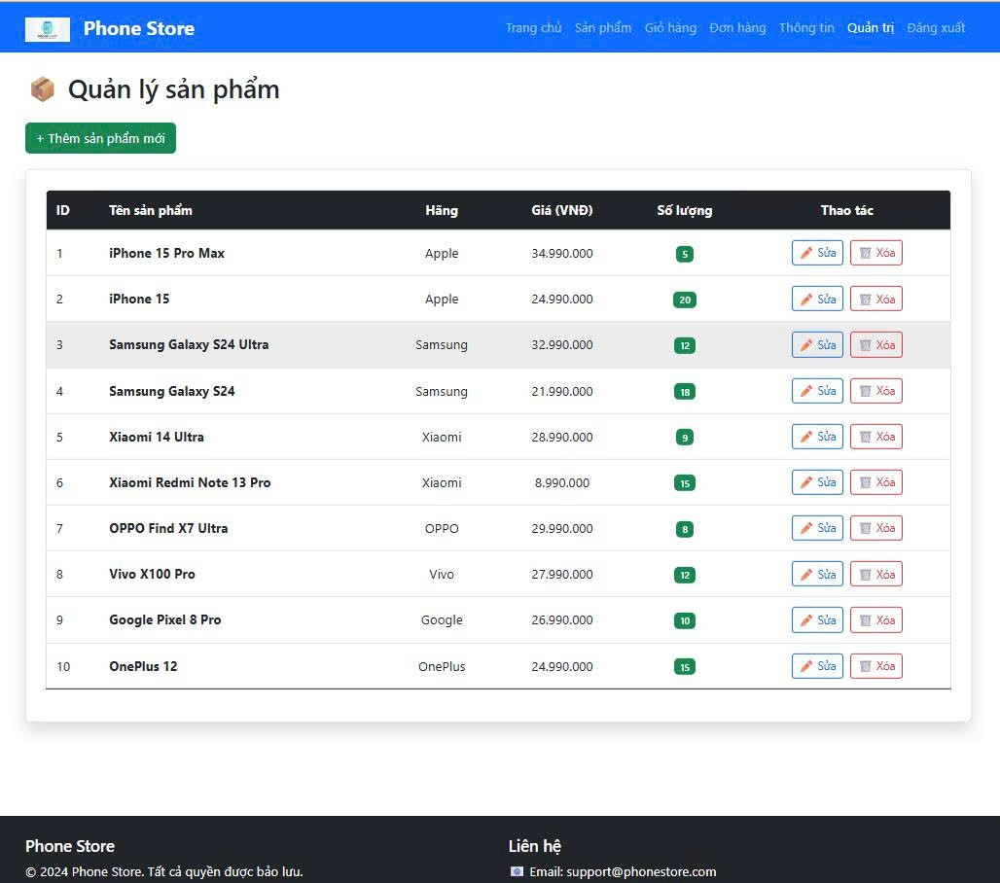 Phone Store
Trang chủ Sản phẩm Giỏ hàng Đơn hàng Thông tin Quản trị Đăng xuất
Quản lý sản phẩm
+ Thêm sản phẩm mới
ID Tên sản phẩm Hãng Giá (VNĐ) Số lượng Thao tác
1 iPhone 15 Pro Max Apple 34.990.000 5 Sửa Xóa
2 iPhone 15 Apple 24.990.000 20 Sửa Xóa
3 Samsung Galaxy S24 Ultra Samsung 32.990.000 12 Sửa Xóa
4 Samsung Galaxy S24 Samsung 21.990.000 18 Sửa Xóa
5 Xiaomi 14 Ultra Xiaomi 28.990.000 9 Sửa Xóa
6 Xiaomi Redmi Note 13 Pro Xiaomi 8.990.000 15 Sửa Xóa
7 OPPO Find X7 Ultra OPPO 29.990.000 8 Sửa Xóa
8 Vivo X100 Pro Vivo 27.990.000 12 Sửa Xóa
9 Google Pixel 8 Pro Google 26.990.000 10 Sửa Xóa
10 OnePlus 12 OnePlus 24.990.000 15 Sửa Xóa
Phone Store Liên hệ
© 2024 Phone Store. Tất cả quyền được bảo lưu. Email: support@phonestore.com